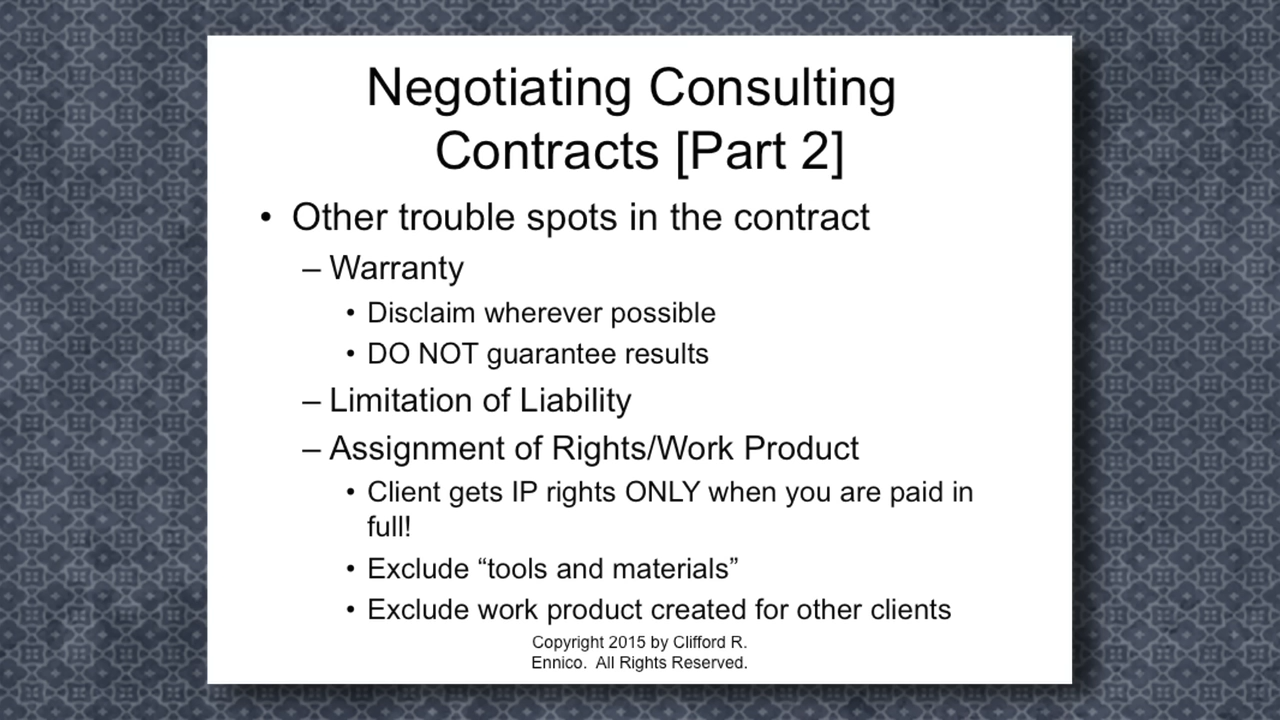 Negotiating Consulting
Contracts [Part 2]
• Other trouble spots in the contract
– Warranty
• Disclaim wherever possible
• DO NOT guarantee results
– Limitation of Liability
– Assignment of Rights/Work Product
• Client gets IP rights ONLY when you are paid in
full!
• Exclude “tools and materials”
• Exclude work product created for other clients
Copyright 2015 by Clifford R.
Ennico.  All Rights Reserved.